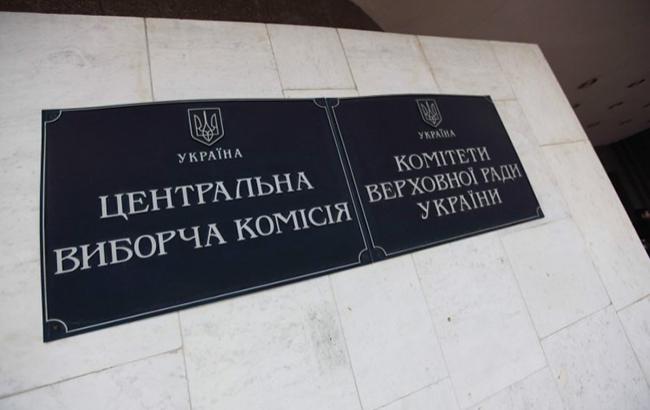 УКРАЇНА
ЦЕНТРАЛЬНА
ВИБОРЧА КОМІСІЯ
УКРАЇНА
КОМІТЕТИ
ВЕРХОВНОЇ РАДИ
УКРАЇНИ